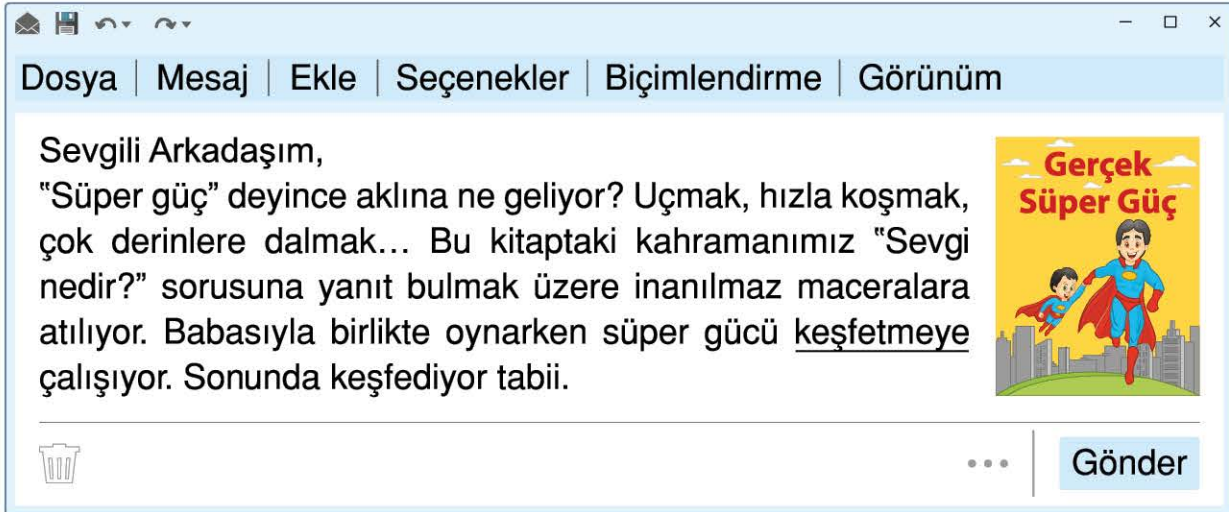 Dosya | Mesaj | Ekle | Seçenekler | Biçimlendirme | Görünüm
Sevgili Arkadaşım,
"Süper güç" deyince aklına ne geliyor? Uçmak, hızla koşmak,
çok derinlere dalmak... Bu kitaptaki kahramanımız "Sevgi
nedir?" sorusuna yanıt bulmak üzere inanılmaz maceralara
atılıyor. Babasıyla birlikte oynarken süper gücü keşfetmeye
çalışıyor. Sonunda keşfediyor tabii.
Gerçek
Süper Güç
Gönder